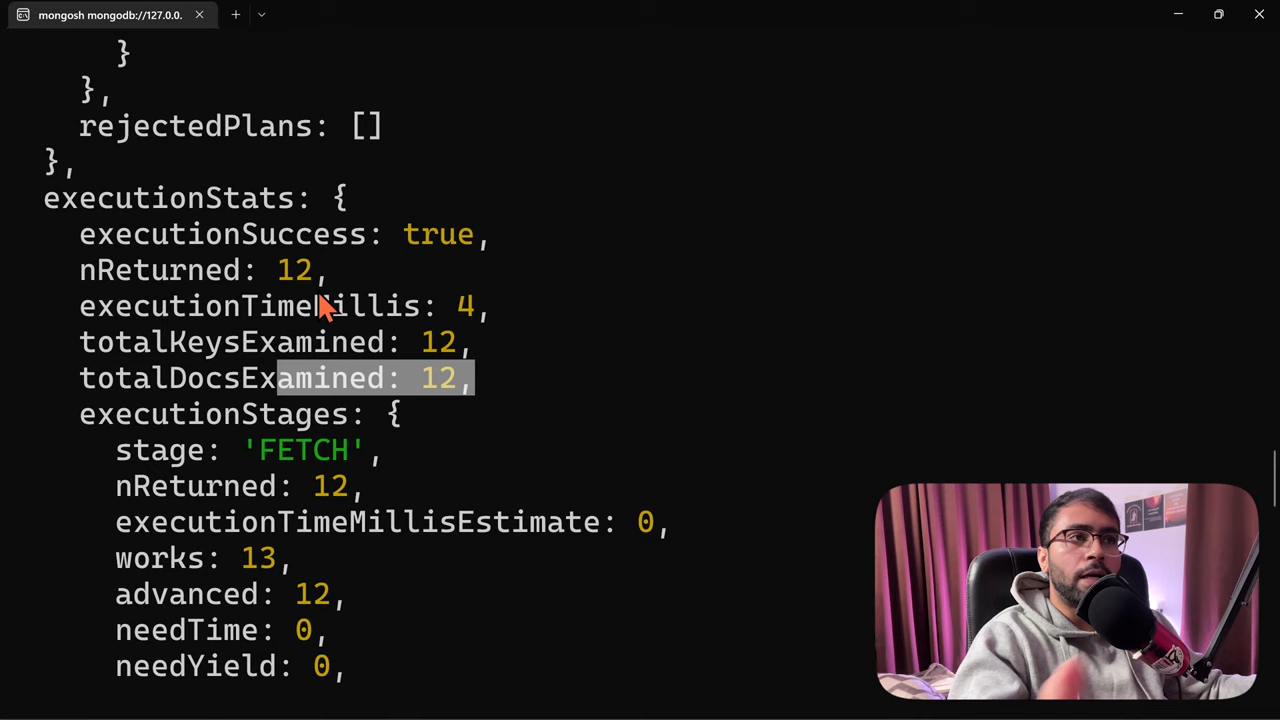 mongosh mongodb://127.0.0.
}
},
rejectedPlans: []
},
executionStats: {
executionSuccess: true,
nReturned: 12,
executionTimeMillis: 4,
totalKeysExamined: 12,
totalDocsExamined: 12,
executionStages: {
stage: 'FETCH',
nReturned: 12,
executionTimeMillisEstimate: 0,
works: 13,
advanced: 12,
needTime: 0,
needYield: 0,